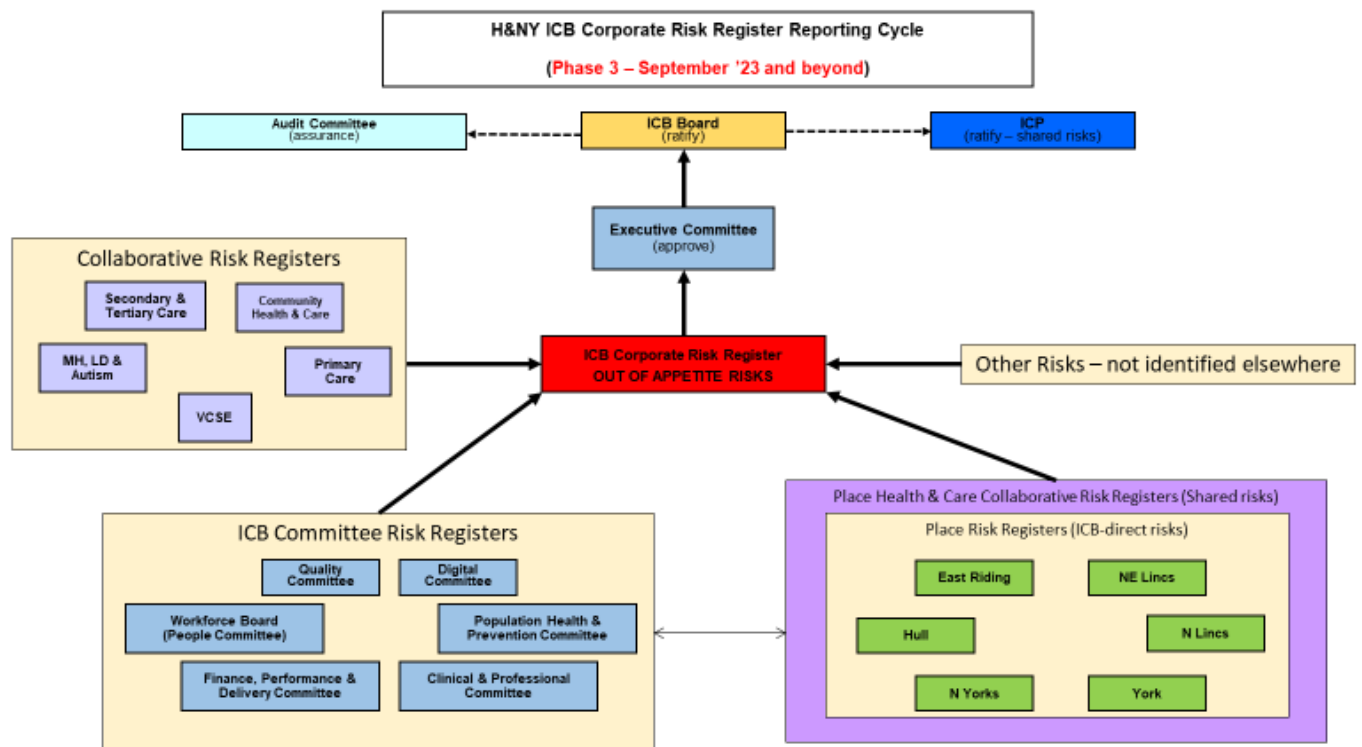 H&NY ICB Corporate Risk Register Reporting Cycle
(Phase 3 – September '23 and beyond)
Audit Committee
(assurance)
ICB Board
(ratify)
ICP
(ratify – shared risks)
Executive Committee
(approve)
Collaborative Risk Registers
Secondary &
Tertiary Care
Community
Health & Care
MH, LD &
Autism
Primary
Care
VCSE
ICB Corporate Risk Register
OUT OF APPETITE RISKS
Other Risks – not identified elsewhere
ICB Committee Risk Registers
Quality
Committee
Digital
Committee
Workforce Board
(People Committee)
Population Health &
Prevention Committee
Finance, Performance &
Delivery Committee
Clinical & Professional
Committee
Place Health & Care Collaborative Risk Registers (Shared risks)
Place Risk Registers (ICB-direct risks)
East Riding
NE Lincs
Hull
N Lincs
N Yorks
York